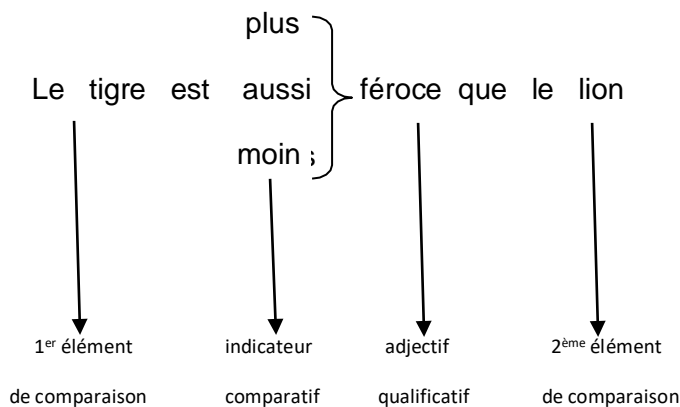 plus
Le tigre est aussi féroce que le lion
moins
1er élément indicateur adjectif 2ème élément
de comparaison comparatif qualificatif de comparaison